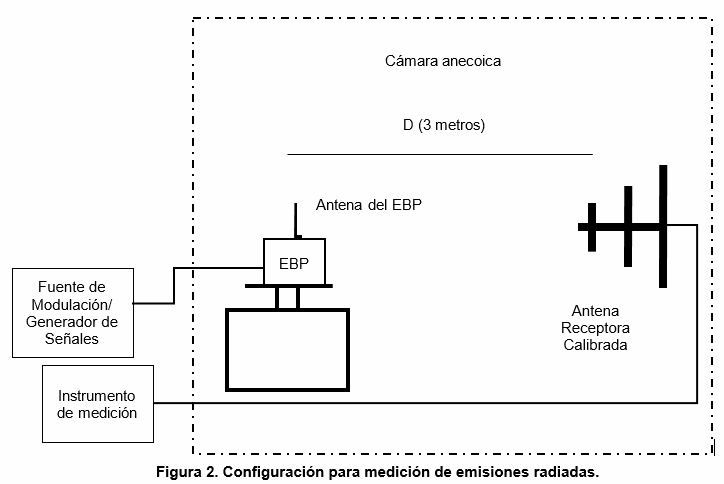 Cámara anecoica
D (3 metros)
Antena del EBP
EBP
Fuente de
Modulación/
Generador de
Señales
Antena
Receptora
Calibrada
Instrumento
de medición
Figura 2. Configuración para medición de emisiones radiadas.